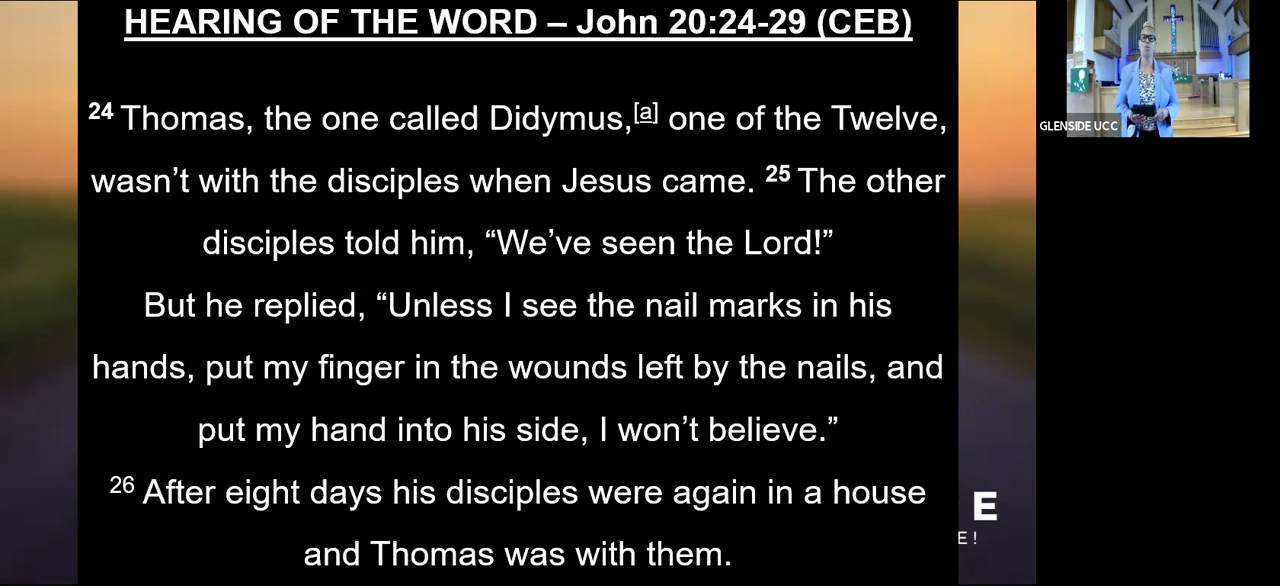 HEARING OF THE WORD – John 20:24-29 (CEB)
24 Thomas, the one called Didymus,[a] one of the Twelve,
wasn’t with the disciples when Jesus came. 25 The other
disciples told him, “We’ve seen the Lord!”
But he replied, “Unless I see the nail marks in his
hands, put my finger in the wounds left by the nails, and
put my hand into his side, I won’t believe.”
26 After eight days his disciples were again in a house
and Thomas was with them.
E
E!
GLENSIDE UCC